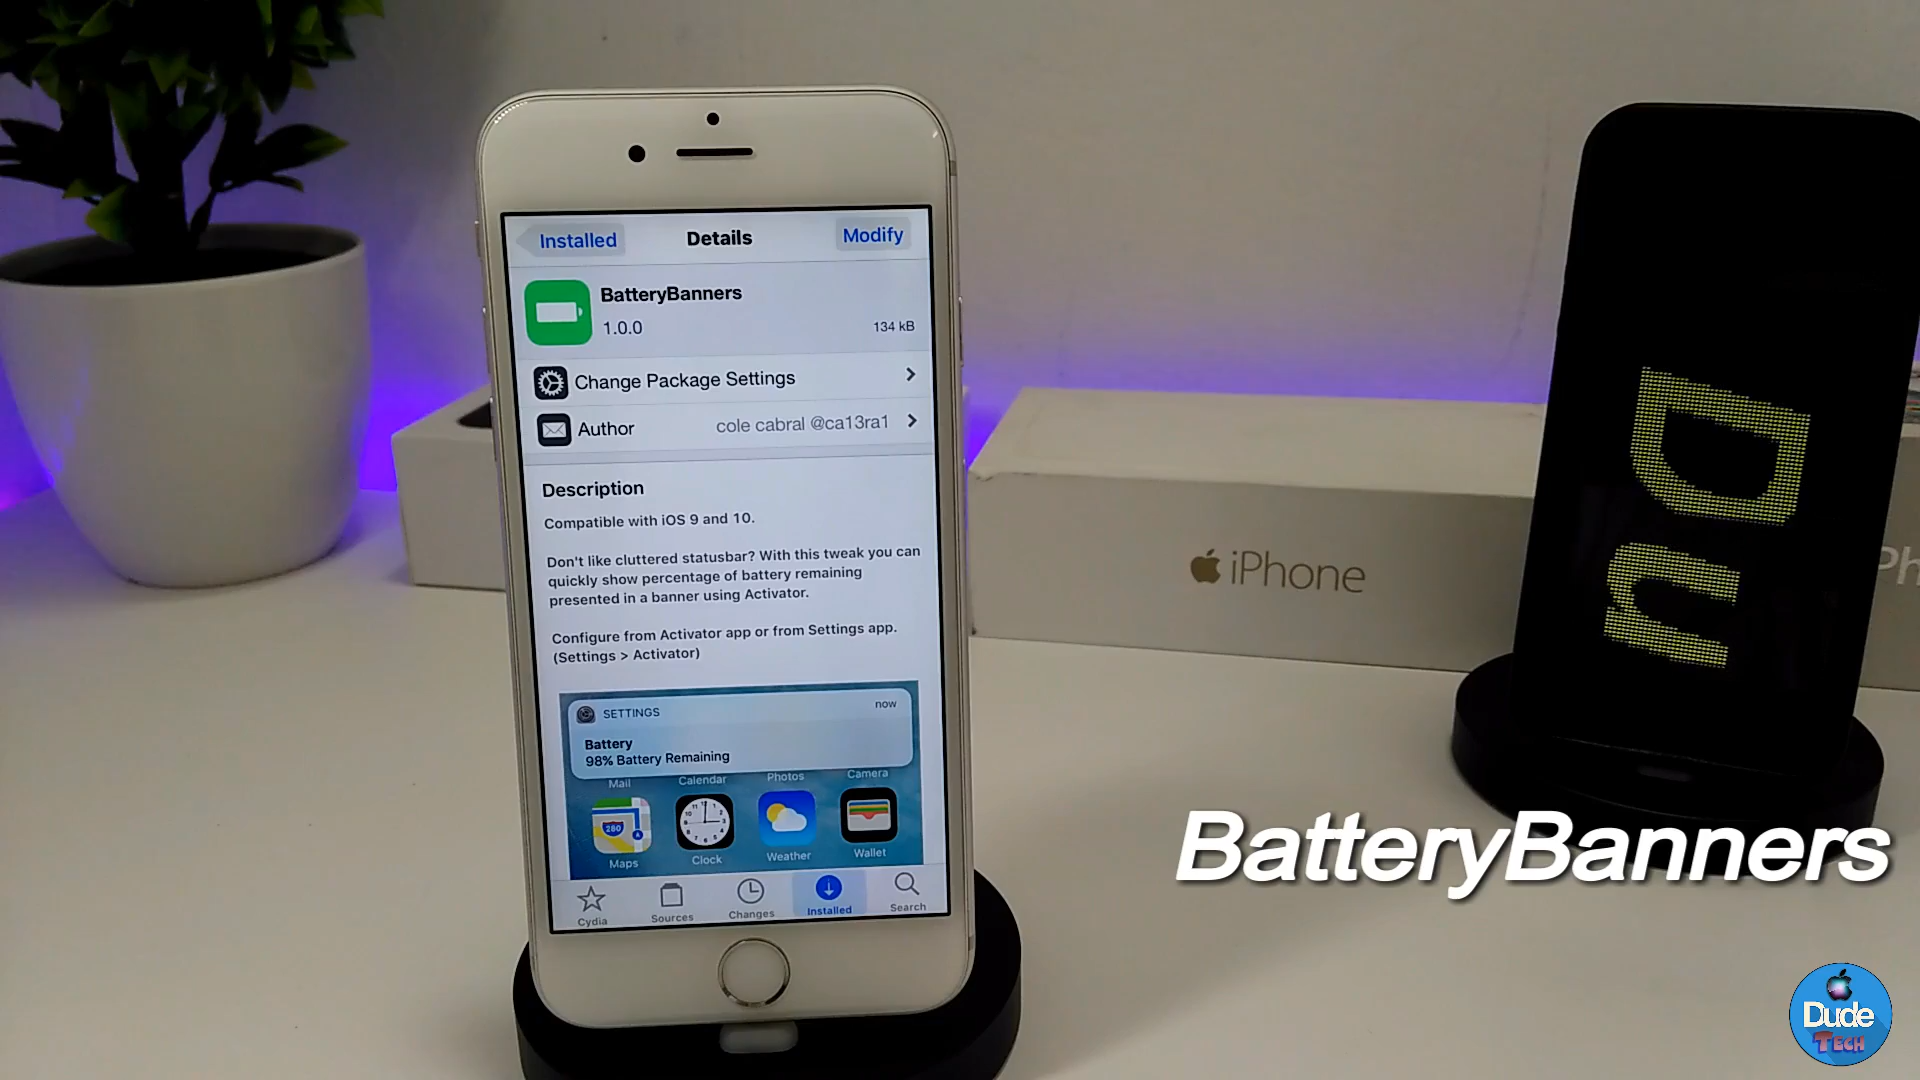 Installed
Details
Modify
BatteryBanners
1.0.0
134 kB
Change Package Settings
Author
cole cabral @ca13ra1
Description
Compatible with iOS 9 and 10.
Don't like cluttered statusbar? With this tweak you can
quickly show percentage of battery remaining
presented in a banner using Activator.
Configure from Activator app or from Settings app.
(Settings > Activator)
SETTINGS
now
Battery
98% Battery Remaining
Mail
Calendar
Photos
Camera
280
Maps
Clock
Weather
Wallet
Cydia
Sources
Changes
Installed
Search
iPhone
Du
Ph
BatteryBanners
Dude
TECH